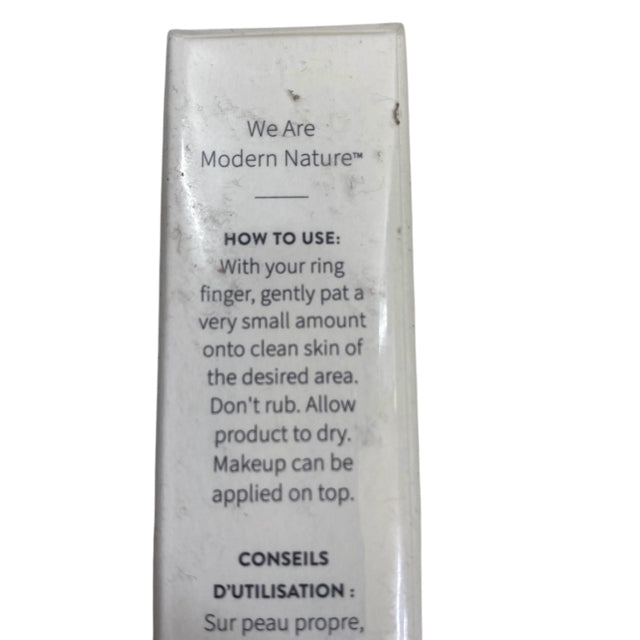 We Are
Modern Nature™
HOW TO USE:
With your ring
finger, gently pat a
very small amount
onto clean skin of
the desired area.
Don't rub. Allow
product to dry.
Makeup can be
applied on top.
CONSEILS
D'UTILISATION :
Sur peau propre,